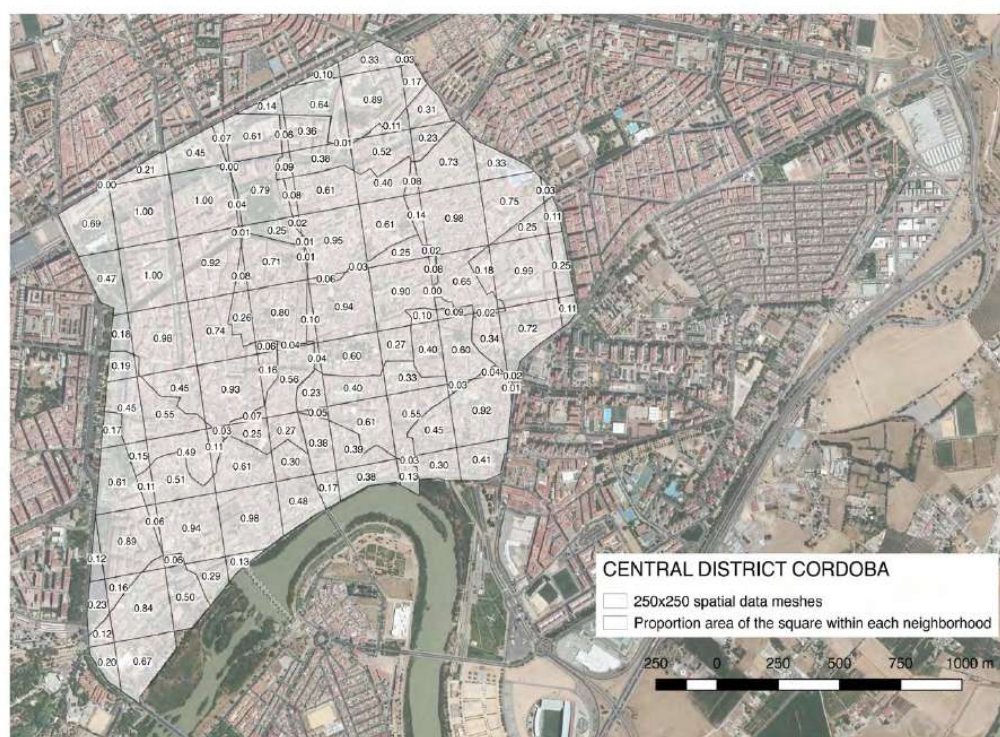 0.33 0.03
0.10 0.17
0.14 0.64 0.89 0.31
0.07 0.61 0.06 0.36 0.11 0.23
0.21 0.45 0.01 0.52
0.00 0.00 0.09 0.38 0.73 0.33
0.69 1.00 1.00 0.04 0.79 0.08 0.61 0.46 0.08 0.75 0.03
0.01 0.25 0.02 0.61 0.14 0.98 0.25 0.11
0.01 0.95
0.47 1.00 0.92 0.08 0.71 0.01 0.06 0.03 0.25 0.02 0.08 0.65 0.18 0.99 0.25
0.18 0.98 0.74 0.26 0.80 0.10 0.94 0.90 0.00 0.10 0.09 0.02 0.72 0.11
0.06 0.04 0.04 0.60 0.27 0.40 0.60 0.34
0.19 0.45 0.93 0.16 0.56 0.23 0.40 0.33 0.03 0.04 0.02
0.01
0.45 0.55 0.07 0.05 0.61 0.55 0.92
0.17 0.03 0.25 0.27 0.38 0.39 0.45
0.15 0.49 0.11 0.61 0.30 0.03 0.30 0.41
0.61 0.11 0.51 0.17 0.38 0.13
0.06 0.94 0.98 0.48
0.12 0.89 0.06 0.13
0.16 0.29
0.23 0.84 0.50
0.12
0.20 0.67
CENTRAL DISTRICT CORDOBA
250x250 spatial data meshes
Proportion area of the square within each neighborhood
250 0 250 500 750 1000 m